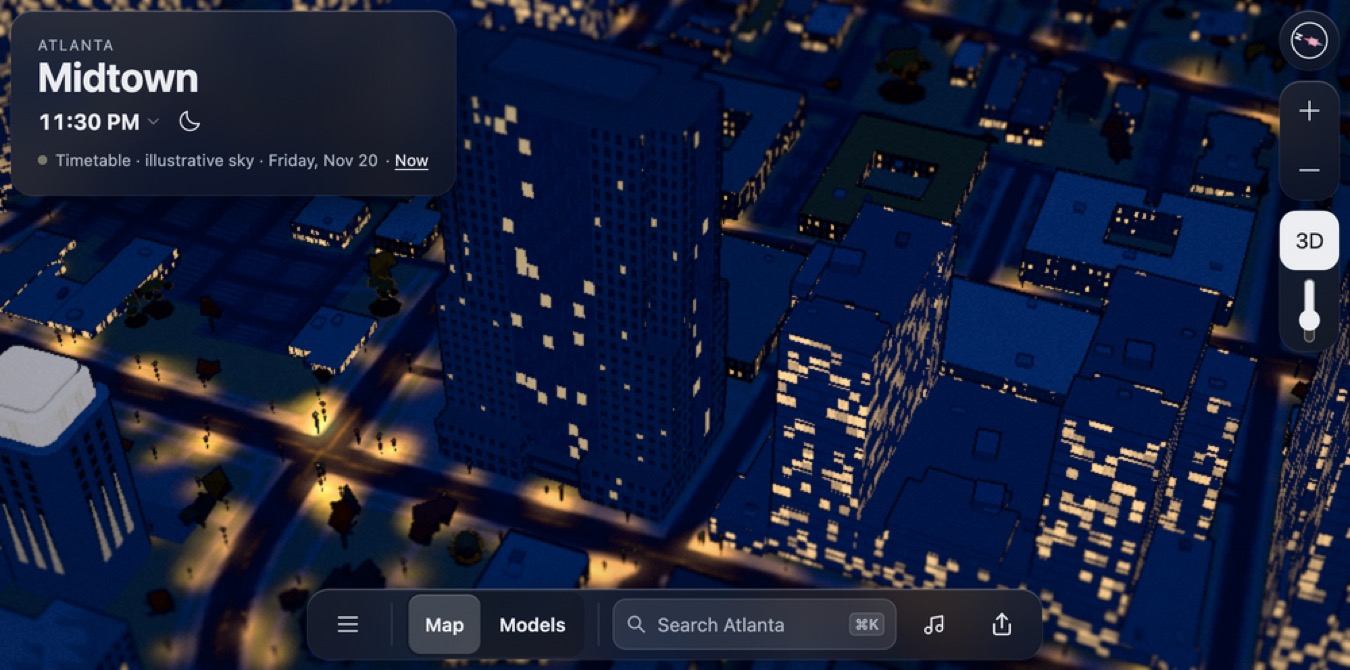 ATLANTA
Midtown
11:30 PM
Timetable · illustrative sky · Friday, Nov 20 · Now
N
3D
Map
Models
Search Atlanta
⌘K